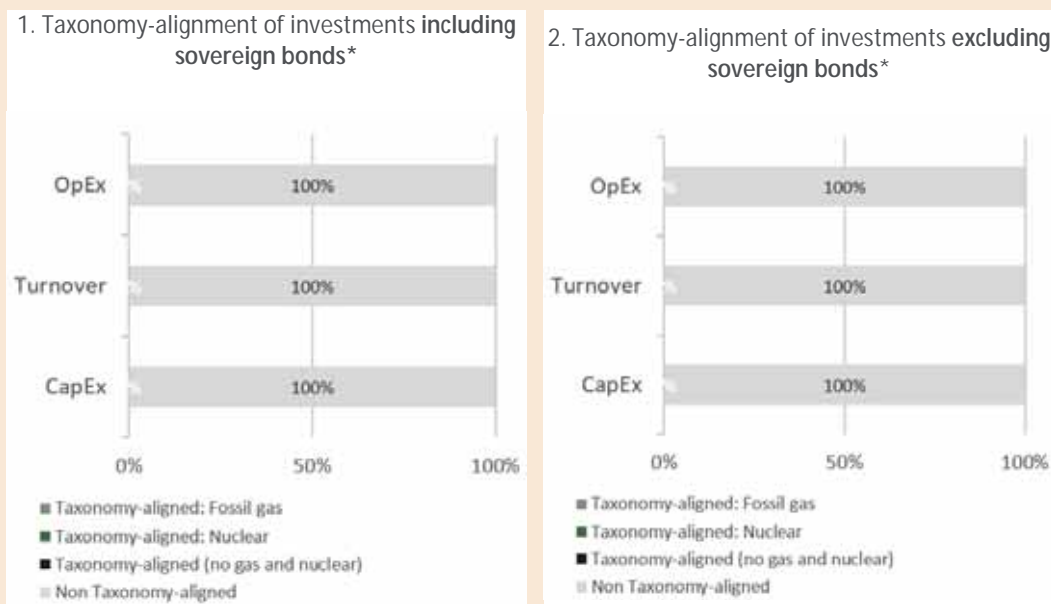 1. Taxonomy-alignment of investments including
sovereign bonds*
OpEx
100%
Turnover
100%
CapEx
100%
0%
50%
100%
■ Taxonomy-aligned: Fossil gas
■ Taxonomy-aligned: Nuclear
■ Taxonomy-aligned (no gas and nuclear)
■ Non Taxonomy-aligned
2. Taxonomy-alignment of investments excluding
sovereign bonds*
OpEx
100%
Turnover
100%
CapEx
100%
0%
50%
100%
■ Taxonomy-aligned: Fossil gas
■ Taxonomy-aligned: Nuclear
■ Taxonomy-aligned (no gas and nuclear)
■ Non Taxonomy-aligned